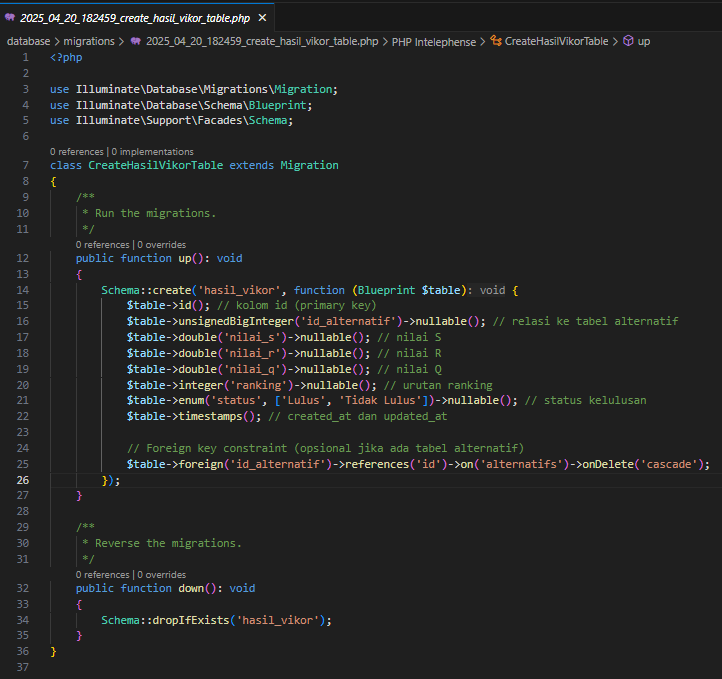 2025_04_20_182459_create_hasil_vikor_table.php ×
database > migrations > 2025_04_20_182459_create_hasil_vikor_table.php > PHP Intelephense > CreateHasilVikorTable > up
1 <?php
2
3 use Illuminate\Database\Migrations\Migration;
4 use Illuminate\Database\Schema\Blueprint;
5 use Illuminate\Support\Facades\Schema;
6
0 references | 0 implementations
7 class CreateHasilVikorTable extends Migration
8 {
9 /**
10 * Run the migrations.
11 */
0 references | 0 overrides
12 public function up(): void
13 {
14 Schema::create('hasil_vikor', function (Blueprint $table): void {
15 $table->id(); // kolom id (primary key)
16 $table->unsignedBigInteger('id_alternatif')->nullable(); // relasi ke tabel alternatif
17 $table->double('nilai_s')->nullable(); // nilai S
18 $table->double('nilai_r')->nullable(); // nilai R
19 $table->double('nilai_q')->nullable(); // nilai Q
20 $table->integer('ranking')->nullable(); // urutan ranking
21 $table->enum('status', ['Lulus', 'Tidak Lulus'])->nullable(); // status kelulusan
22 $table->timestamps(); // created_at dan updated_at
23
24 // Foreign key constraint (opsional jika ada tabel alternatif)
25 $table->foreign('id_alternatif')->references('id')->on('alternatifs')->onDelete('cascade');
26 });
27 }
28
29 /**
30 * Reverse the migrations.
31 */
0 references | 0 overrides
32 public function down(): void
33 {
34 Schema::dropIfExists('hasil_vikor');
35 }
36 }
37